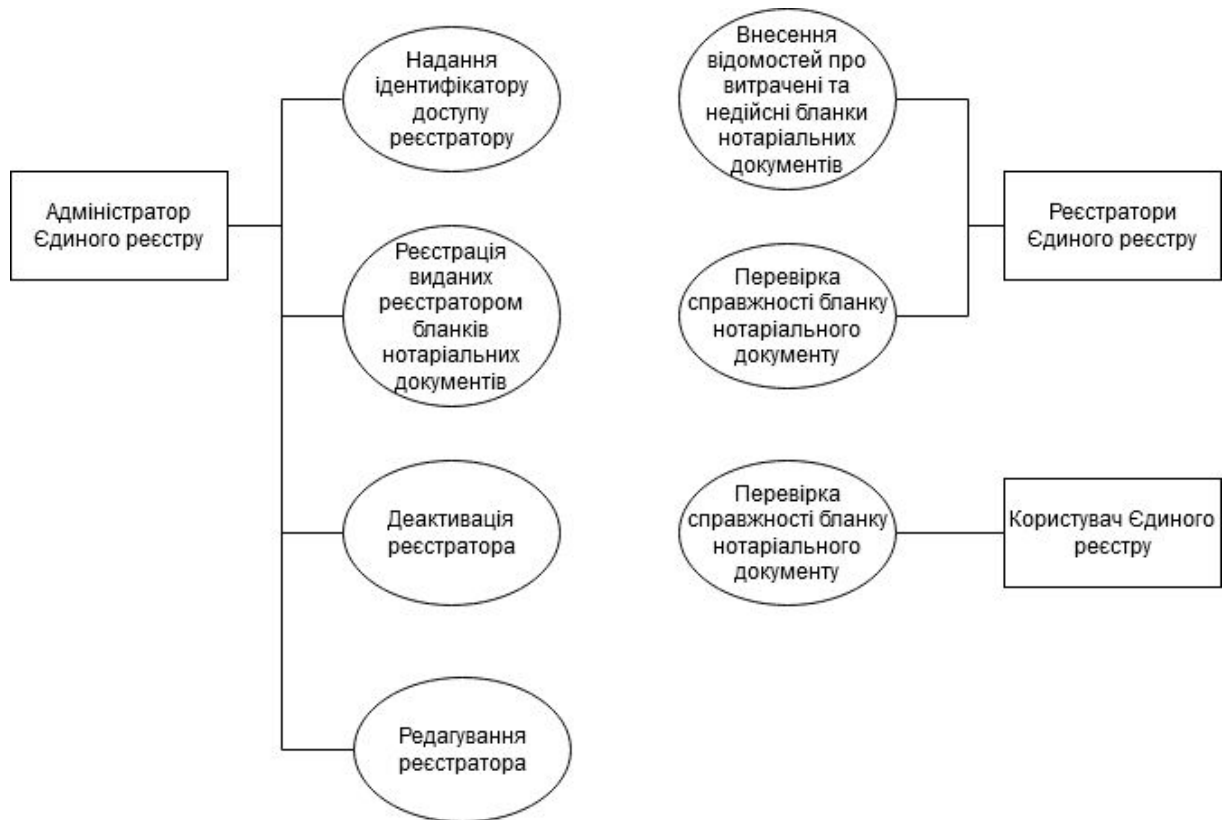 Надання
ідентифікатору
доступу
реєстратору
Внесення
відомостей про
витрачені та
недійсні бланки
нотаріальних
документів
Адміністратор
Єдиного реєстру
Реєстратори
Єдиного реєстру
Реєстрація
виданих
реєстратором
бланків
нотаріальних
документів
Перевірка
справжності бланку
нотаріального
документу
Деактивація
реєстратора
Перевірка
справжності бланку
нотаріального
документу
Користувач Єдиного
реєстру
Редагування
реєстратора